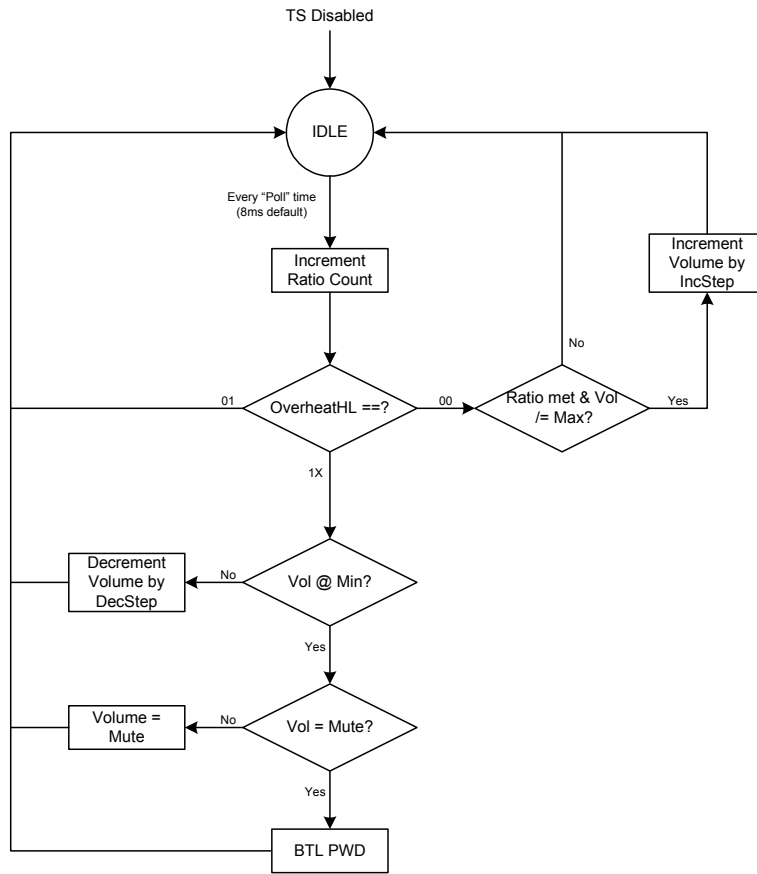 TS Disabled
IDLE
Every “Poll” time
(8ms default)
Increment
Ratio Count
Increment
Volume by
IncStep
No
01
OverheatHL ==?
00
Ratio met & Vol
/= Max?
Yes
1X
Decrement
Volume by
DecStep
No
Vol @ Min?
Yes
Volume =
Mute
No
Vol = Mute?
Yes
BTL PWD